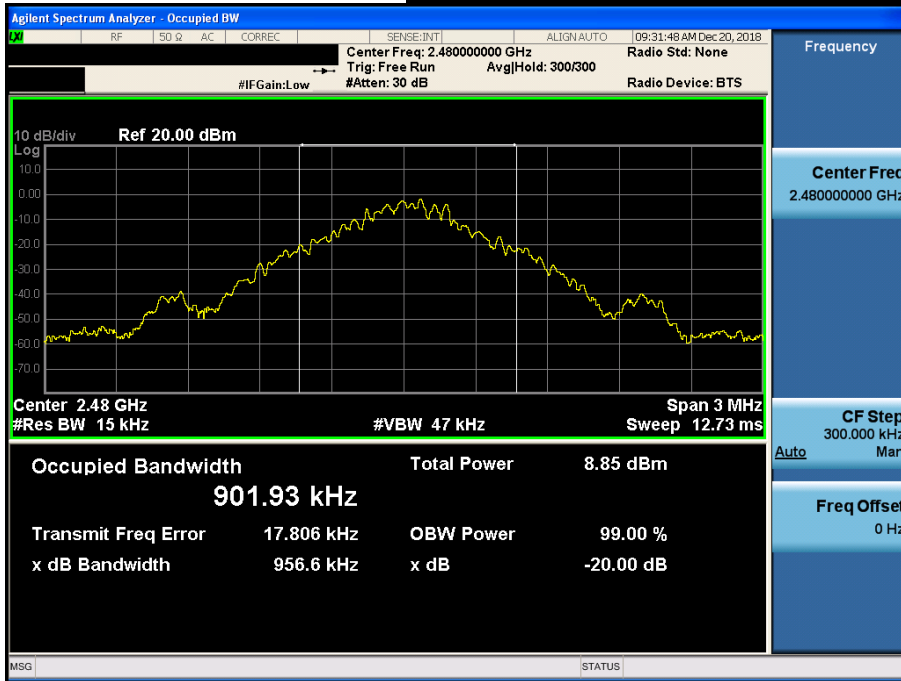 Agilent Spectrum Analyzer - Occupied BW
LXI RF 50 Ω AC CORREC SENSE:INT ALIGN AUTO 09:31:48 AM Dec 20, 2018
Center Freq: 2.480000000 GHz Radio Std: None
Trig: Free Run Avg|Hold: 300/300
#IFGain:Low #Atten: 30 dB Radio Device: BTS
10 dB/div Ref 20.00 dBm
Log
10.0
0.00
-10.0
-20.0
-30.0
-40.0
-50.0
-60.0
-70.0
Center 2.48 GHz Span 3 MHz
#Res BW 15 kHz #VBW 47 kHz Sweep 12.73 ms
Occupied Bandwidth Total Power 8.85 dBm
901.93 kHz
Transmit Freq Error 17.806 kHz OBW Power 99.00 %
x dB Bandwidth 956.6 kHz x dB -20.00 dB
MSG STATUS
Frequency
Center Freq
2.480000000 GHz
CF Step
300.000 kHz
Auto Man
Freq Offset
0 Hz